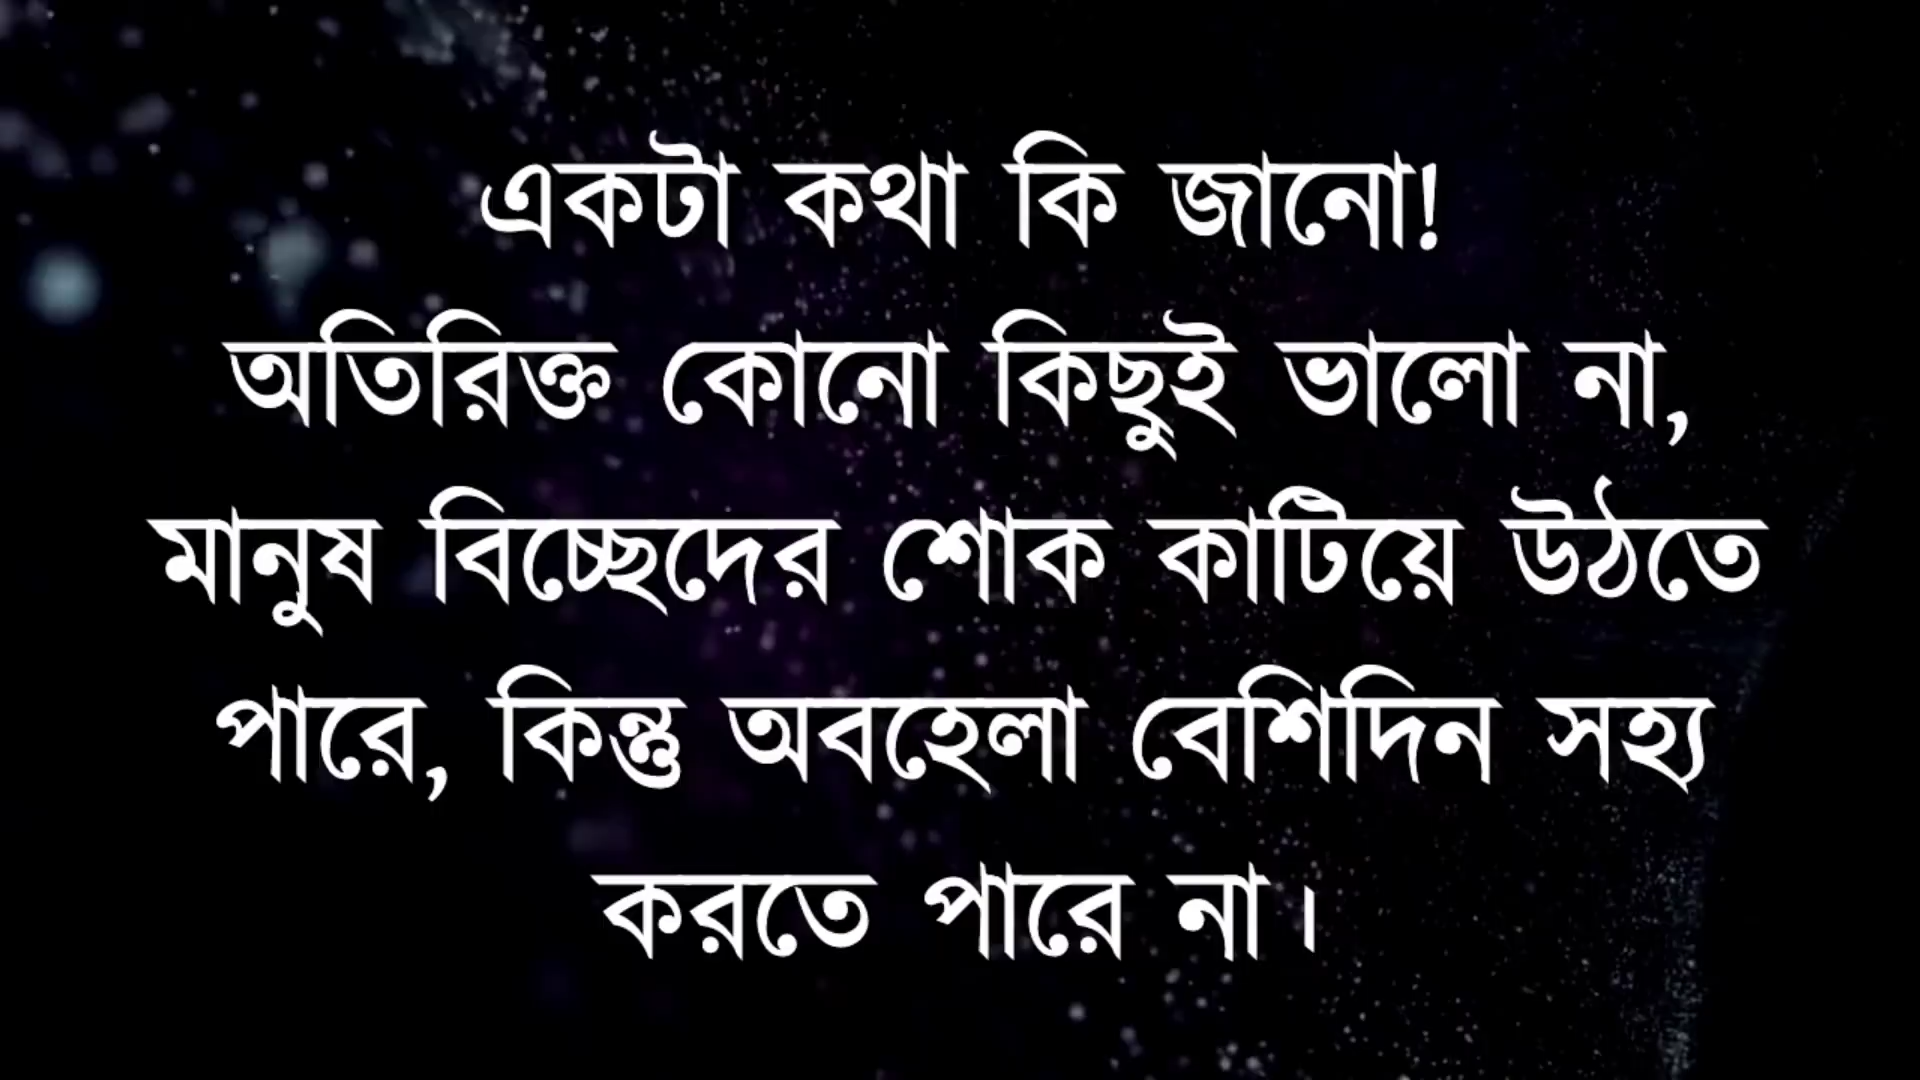 একটা কথা কি জানো!
অতিরিক্ত কোনো কিছুই ভালো না,
মানুষ বিচ্ছেদের শোক কাটিয়ে উঠতে
পারে, কিন্তু অবহেলা বেশিদিন সহ্য
করতে পারে না।